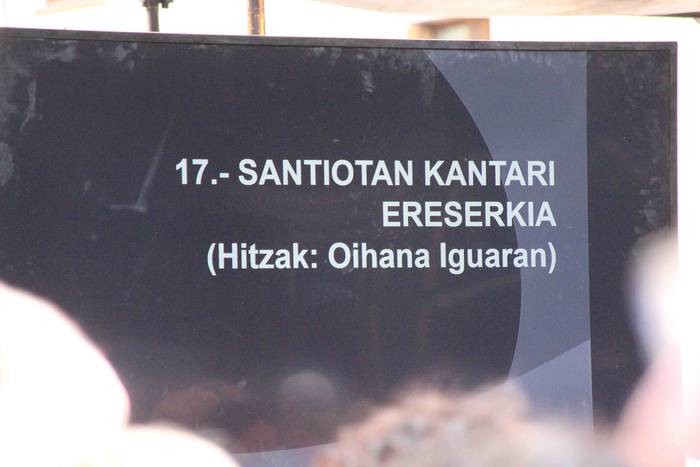 17.- SANTIOTAN KANTARI
ERESERKIA
(Hitzak: Oihana Iguaran)